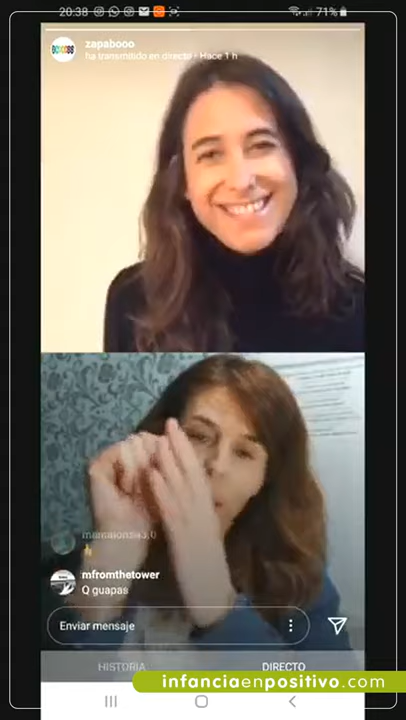 20:38
71%
zapabooo
ha transmitido en directo · Hace 1 h
mfromthetower
Q guapas
Enviar mensaje
HISTORIA
DIRECTO
infanciaenpositivo.com